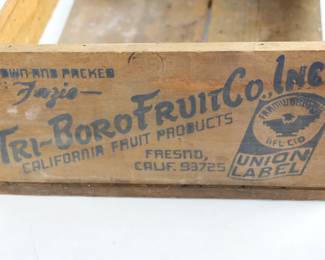 OWN AND PACKED
Fazio
TRI-BORO FRUIT CO. INC
CALIFORNIA FRUIT PRODUCTS
FRESNO,
CALIF. 93725
FARMWORKERS
AFL-CIO
UNION
LABEL